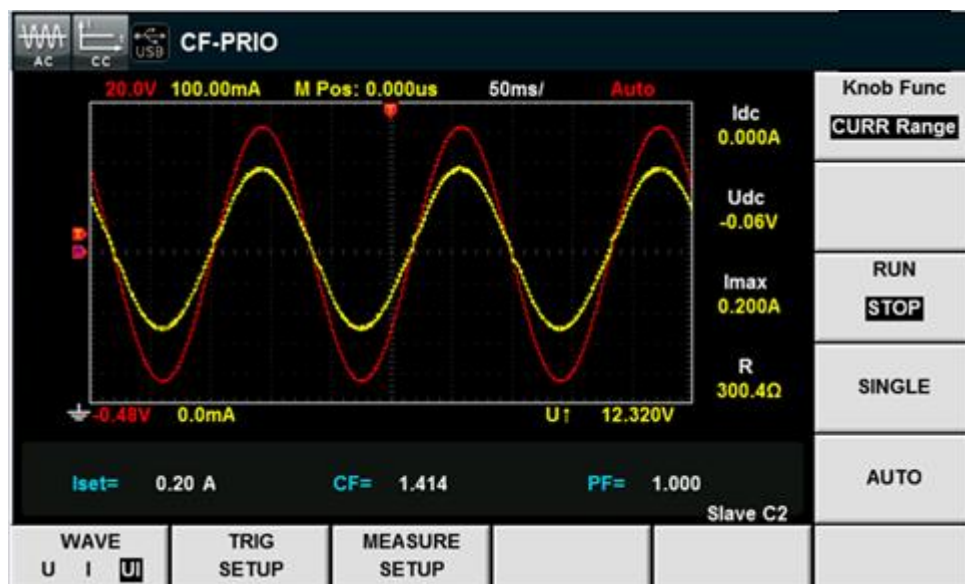 AC CC USB CF-PRIO
20.0V 100.00mA M Pos: 0.000us 50ms/ Auto
Idc
0.000A
Udc
-0.06V
Imax
0.200A
R
300.4Ω
-0.48V 0.0mA U↑ 12.320V
Iset= 0.20 A CF= 1.414 PF= 1.000
Slave C2
Knob Func
CURR Range
RUN
STOP
SINGLE
AUTO
WAVE
U I UI
TRIG
SETUP
MEASURE
SETUP